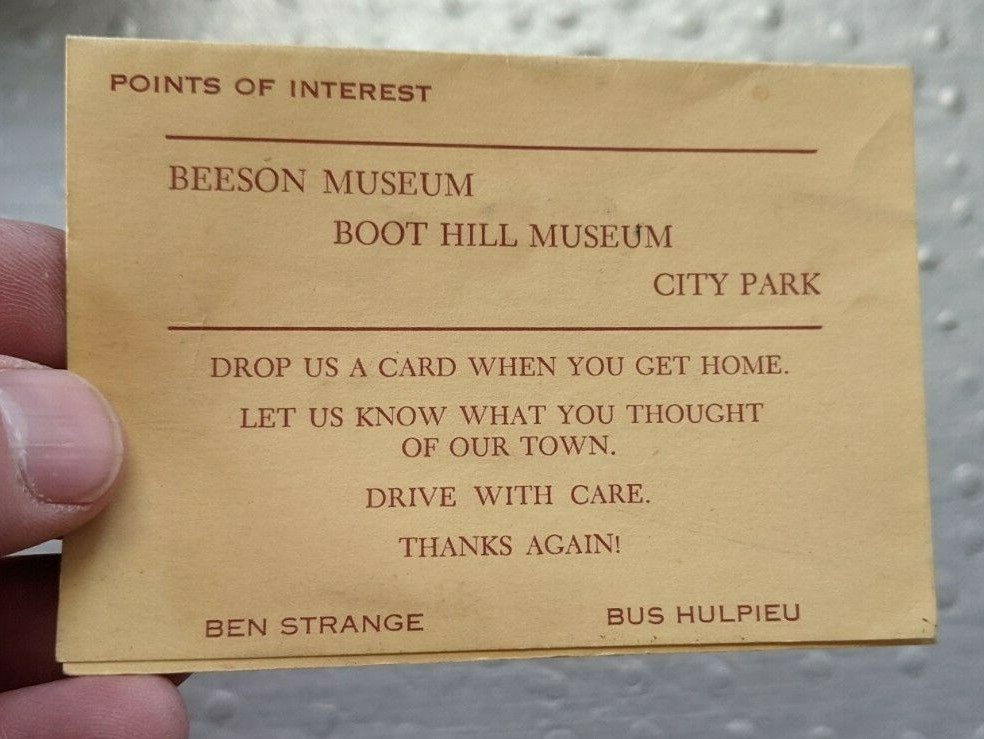 POINTS OF INTEREST
BEESON MUSEUM
BOOT HILL MUSEUM
CITY PARK
DROP US A CARD WHEN YOU GET HOME.
LET US KNOW WHAT YOU THOUGHT
OF OUR TOWN.
DRIVE WITH CARE.
THANKS AGAIN!
BEN STRANGE
BUS HULPIEU